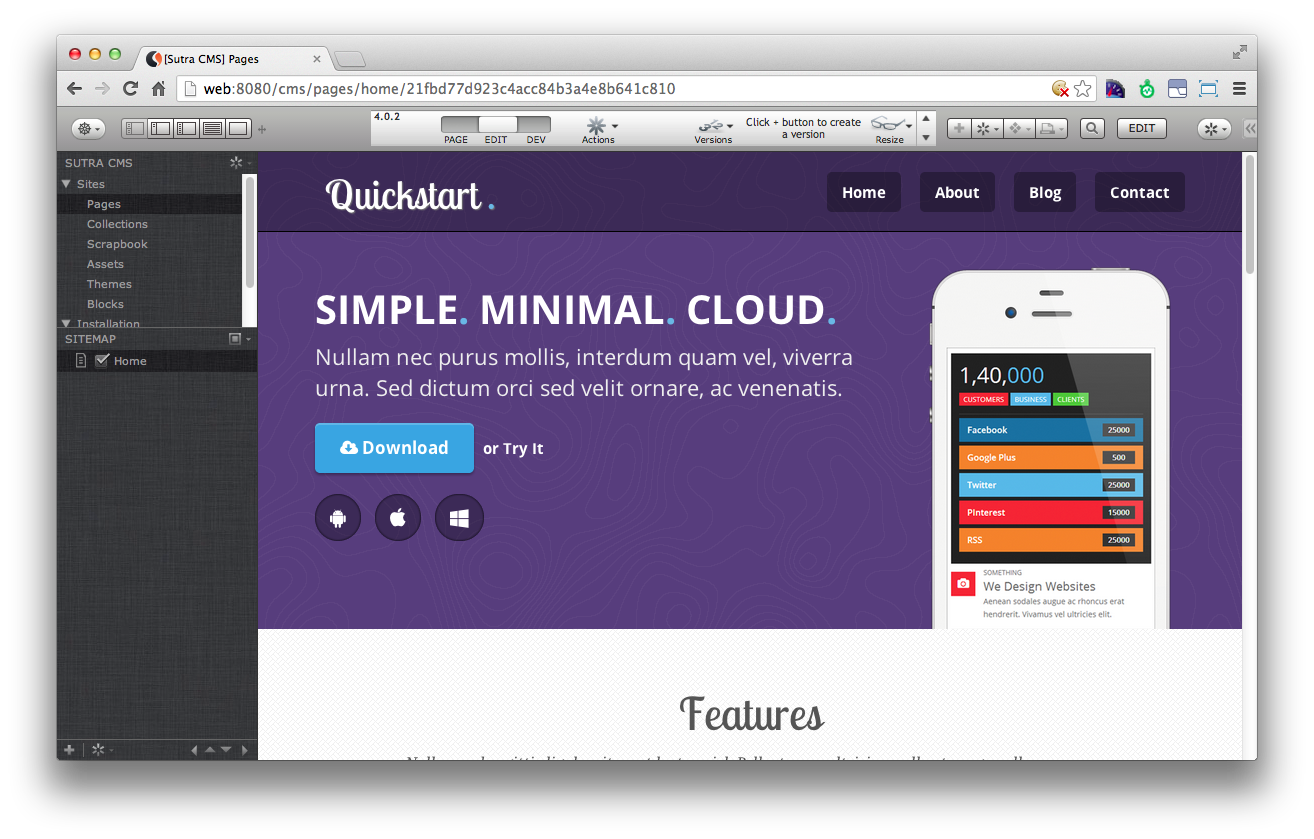 [Sutra CMS] Pages
web:8080/cms/pages/home/21fbd77d923c4acc84b3a4e8b641c810
4.0.2
PAGE EDIT DEV
Actions
Versions
Click + button to create
a version
Resize
EDIT
SUTRA CMS
Sites
Pages
Collections
Scrapbook
Assets
Themes
Blocks
Installation
SITEMAP
Home
Quickstart.
Home About Blog Contact
SIMPLE. MINIMAL. CLOUD.
Nullam nec purus mollis, interdum quam vel, viverra
urna. Sed dictum orci sed velit ornare, ac venenatis.
Download or Try It
1,40,000
CUSTOMERS BUSINESS CLIENTS
Facebook 25000
Google Plus 500
Twitter 25000
PInterest 15000
RSS 25000
SOMETHING
We Design Websites
Aenean sodales augue ac rhoncus erat
hendrerit. Vivamus vel ultricies elit.
Features